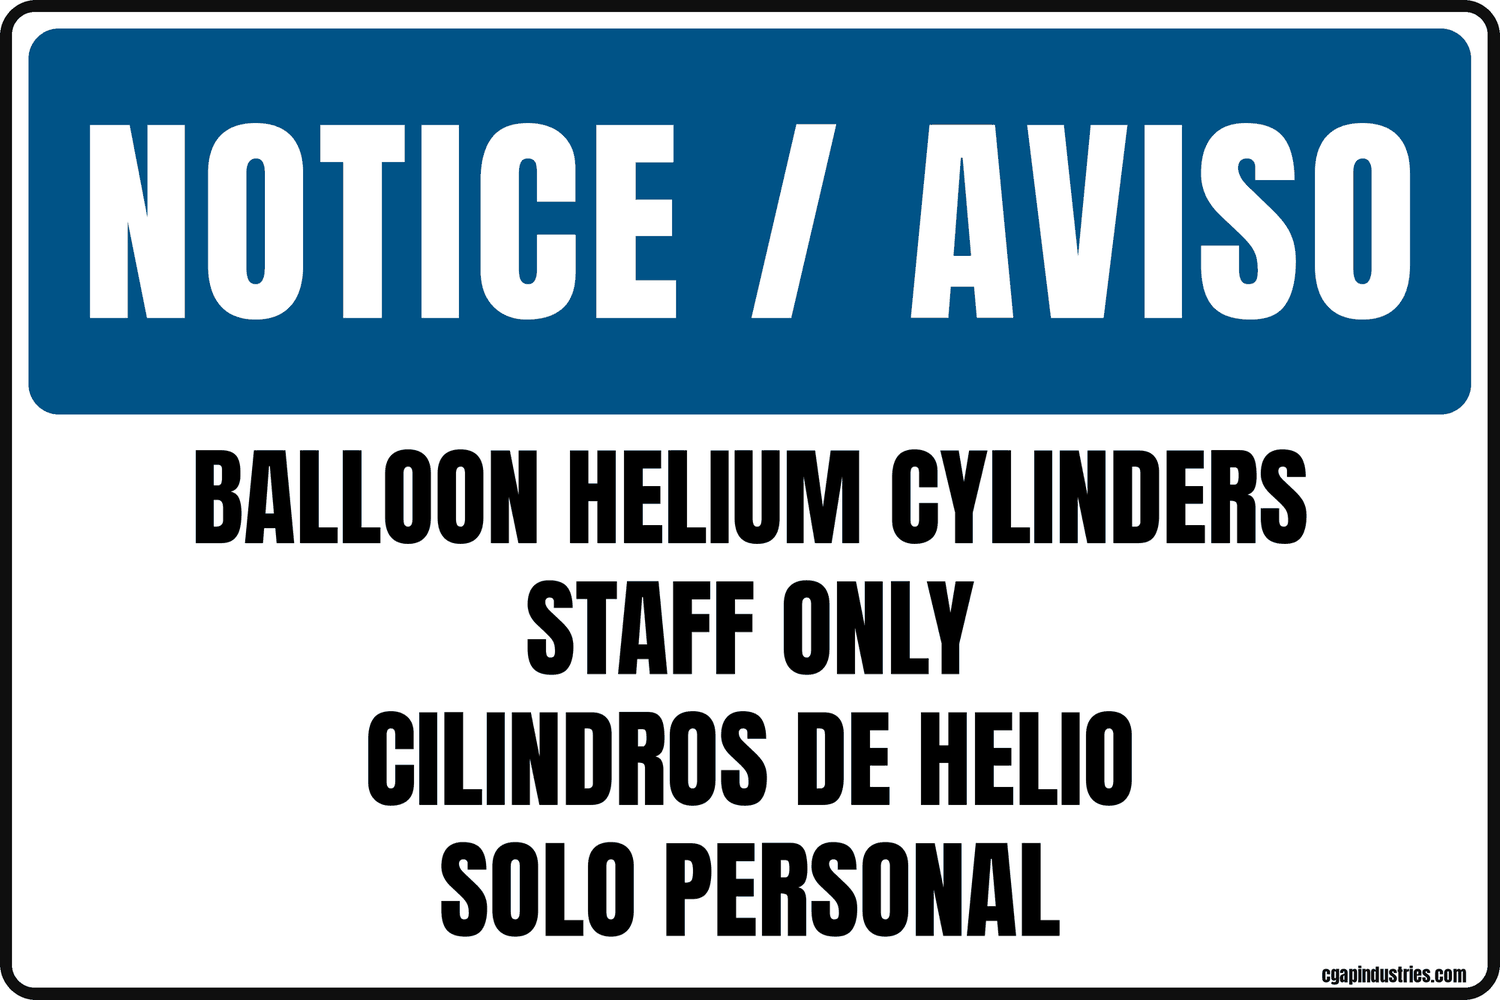 NOTICE / AVISO
BALLOON HELIUM CYLINDERS
STAFF ONLY
CILINDROS DE HELIO
SOLO PERSONAL
cgapindustries.com